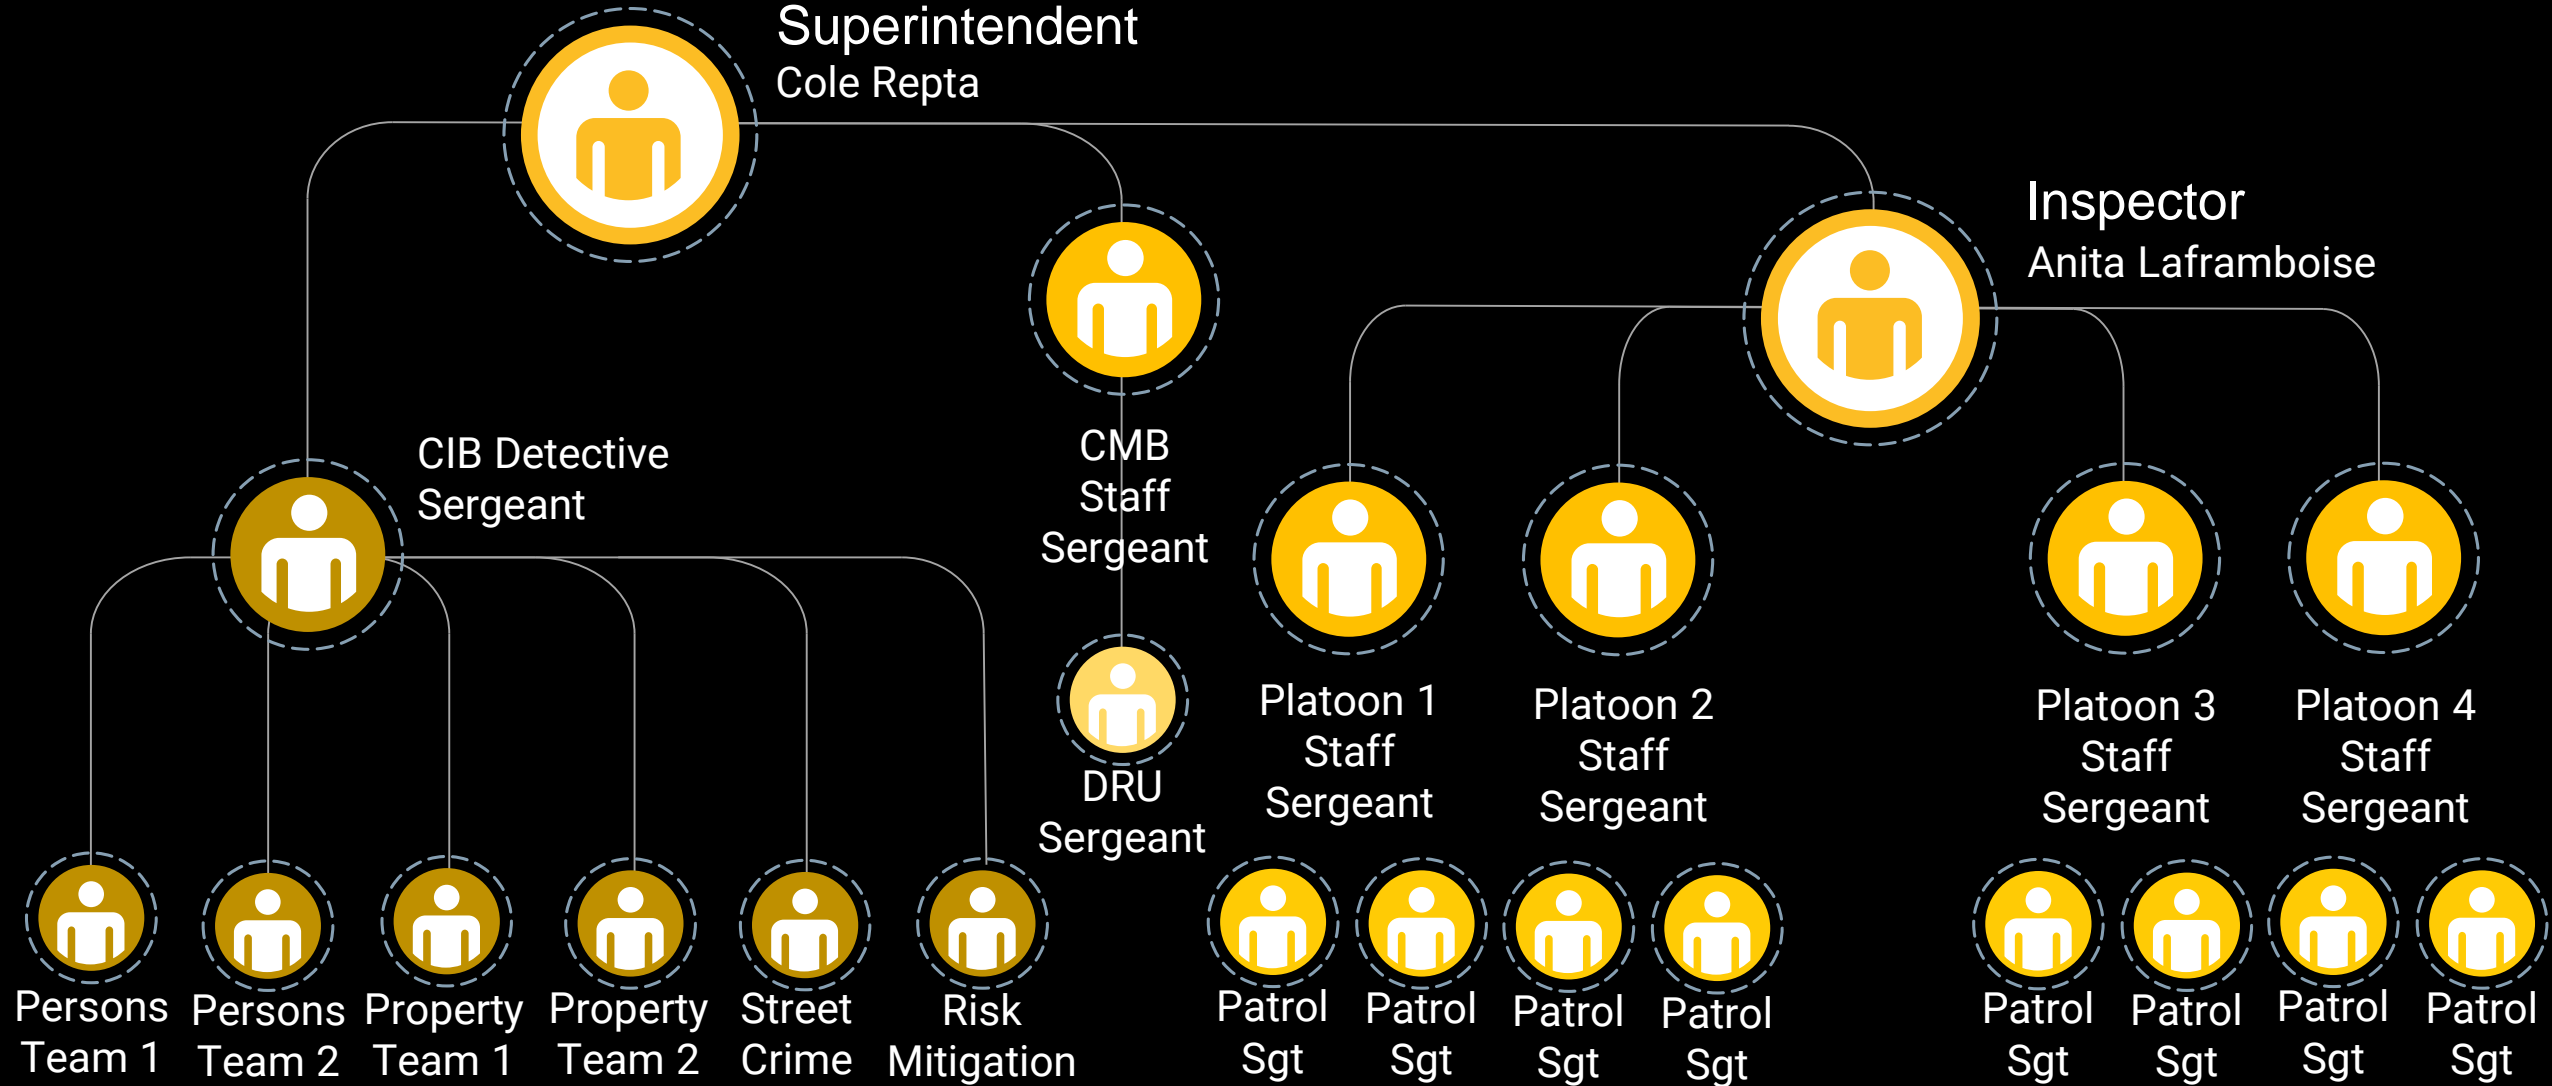 Superintendent
Cole Repta
Inspector
Anita Laframboise
CIB Detective
Sergeant
CMB
Staff
Sergeant
DRU
Sergeant
Platoon 1
Staff
Sergeant
Platoon 2
Staff
Sergeant
Platoon 3
Staff
Sergeant
Platoon 4
Staff
Sergeant
Persons
Team 1
Persons
Team 2
Property
Team 1
Property
Team 2
Street
Crime
Risk
Mitigation
Patrol
Sgt
Patrol
Sgt
Patrol
Sgt
Patrol
Sgt
Patrol
Sgt
Patrol
Sgt
Patrol
Sgt
Patrol
Sgt